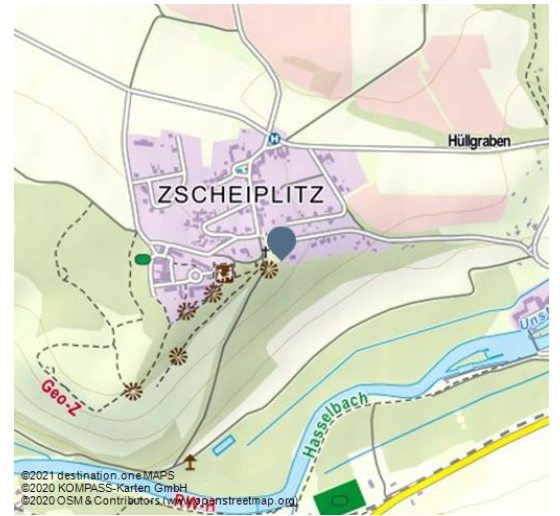 H
Hüllgraben
ZSCHEIPLITZ
Geo-Z
Hasselbach
Unst
RW-H
©2021 destination.one MAPS
©2020 KOMPASS-Karten GmbH
©2020 OSM & Contributors (www.openstreetmap.org)